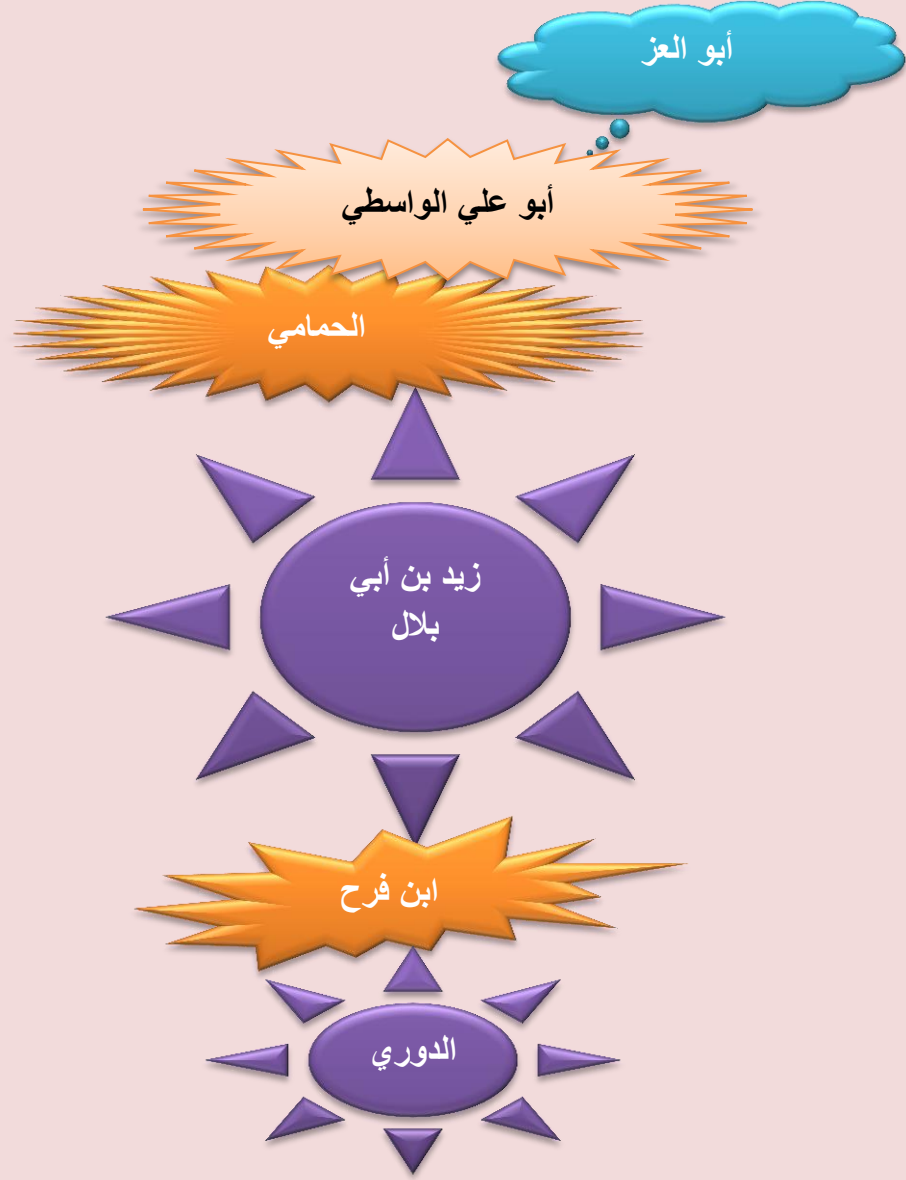 أبو العز
أبو علي الواسطي
الحمامي
زيد بن أبي
بلال
ابن فرح
الدوري